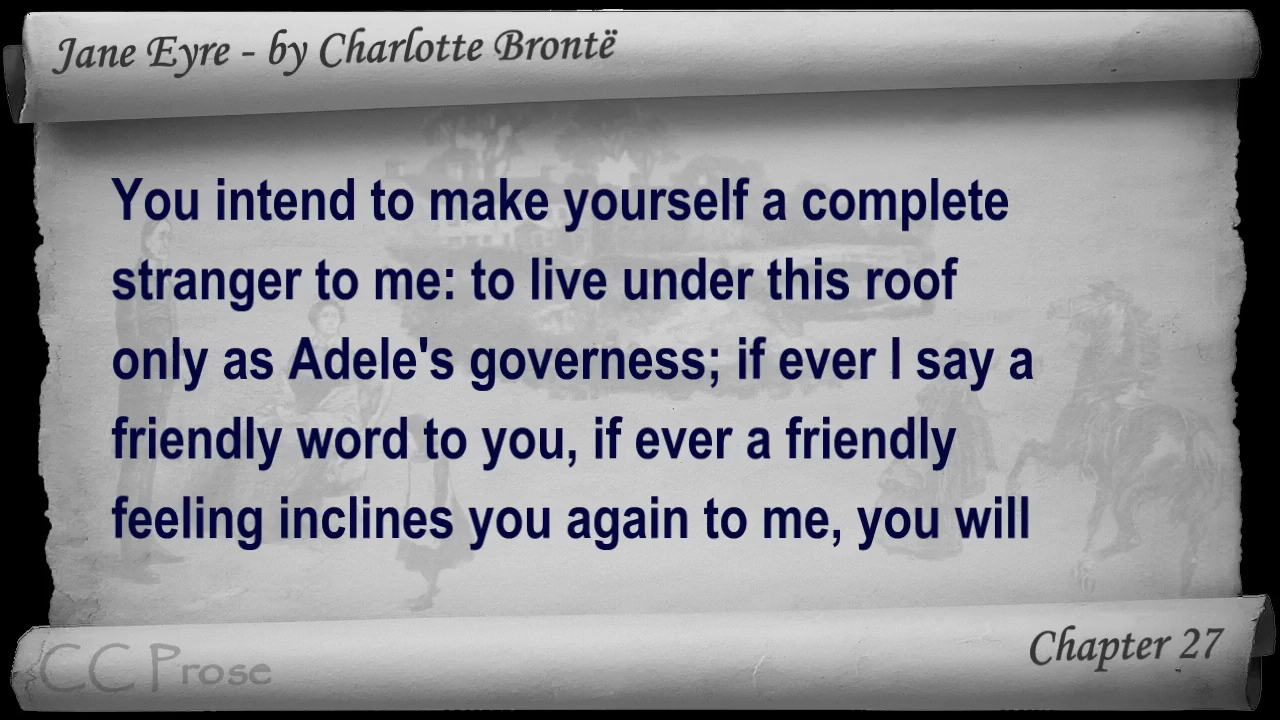 Jane Eyre - by Charlotte Brontë
You intend to make yourself a complete
stranger to me: to live under this roof
only as Adele's governess; if ever I say a
friendly word to you, if ever a friendly
feeling inclines you again to me, you will
Chapter 27
CC Prose